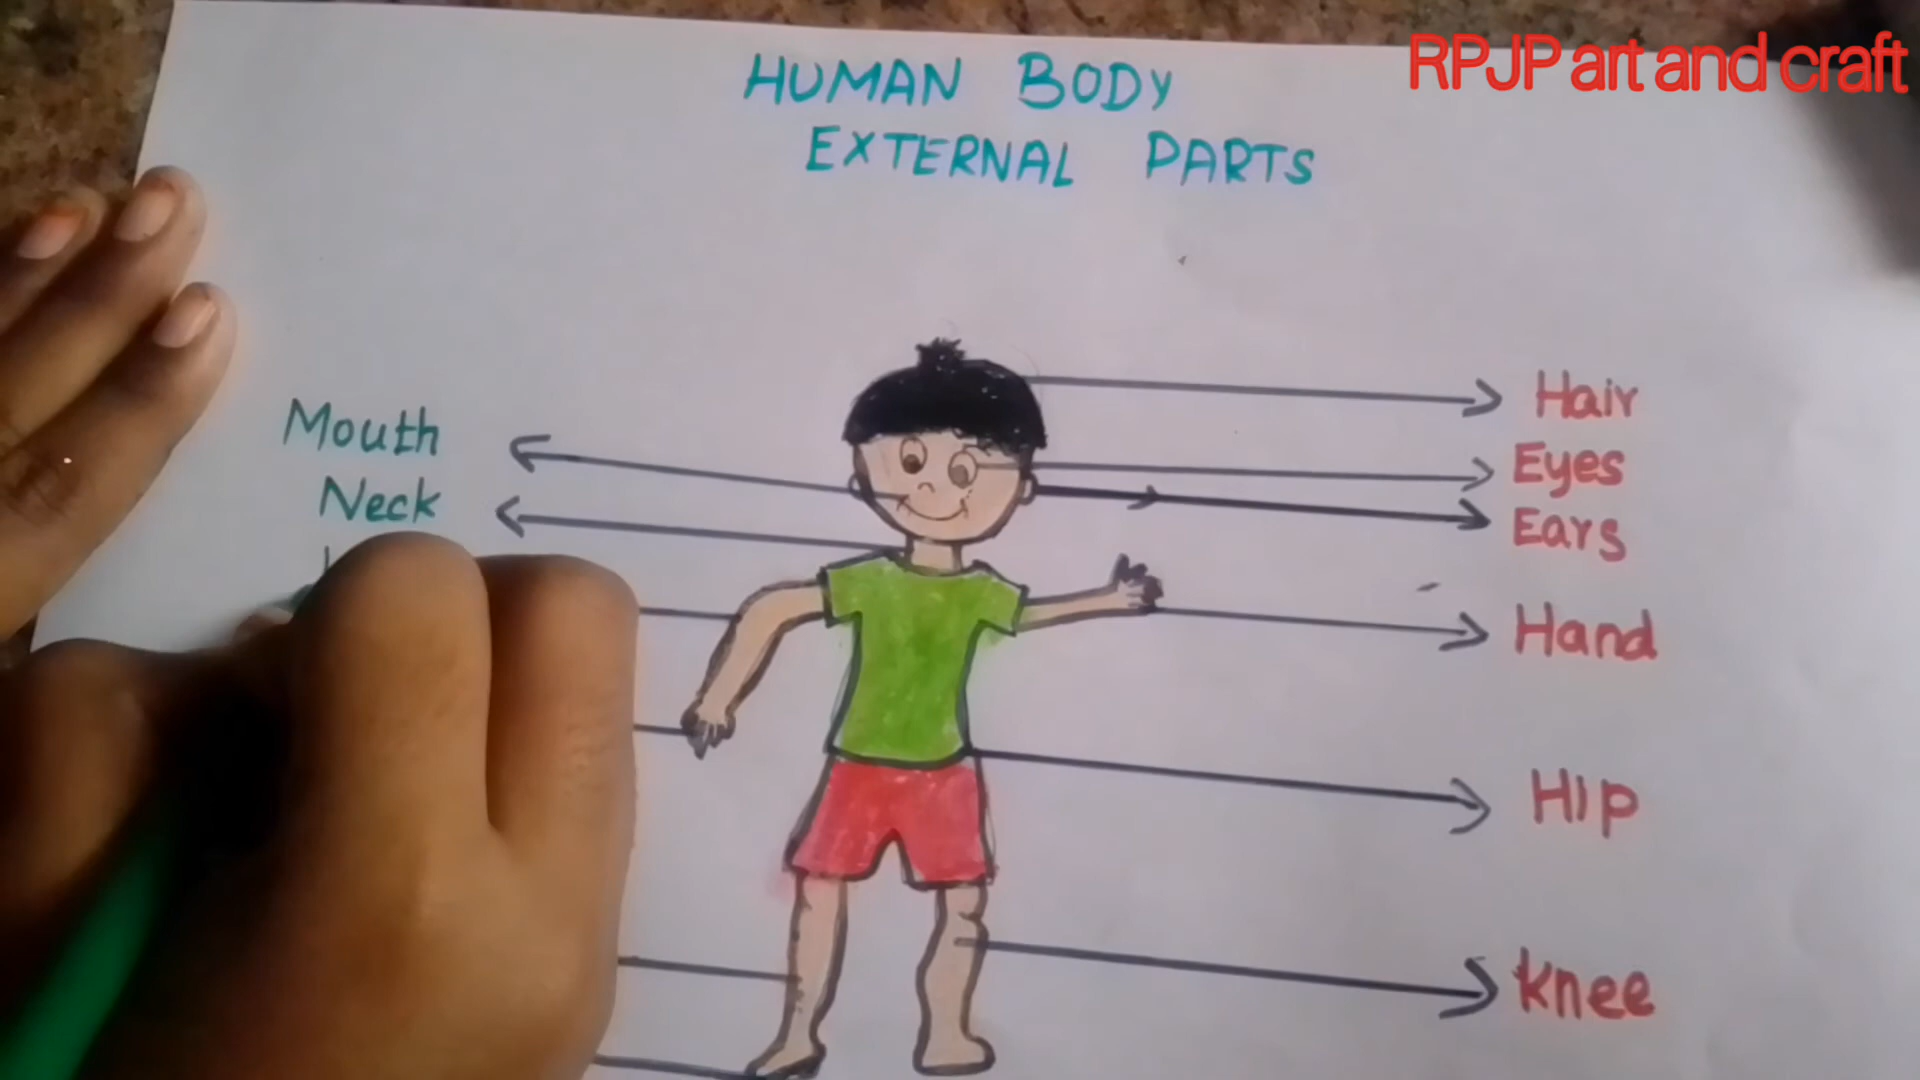 RPJP art and craft
HUMAN BODY
EXTERNAL PARTS
Hair
Mouth
Eyes
Neck
Ears
Hand
HIp
knee